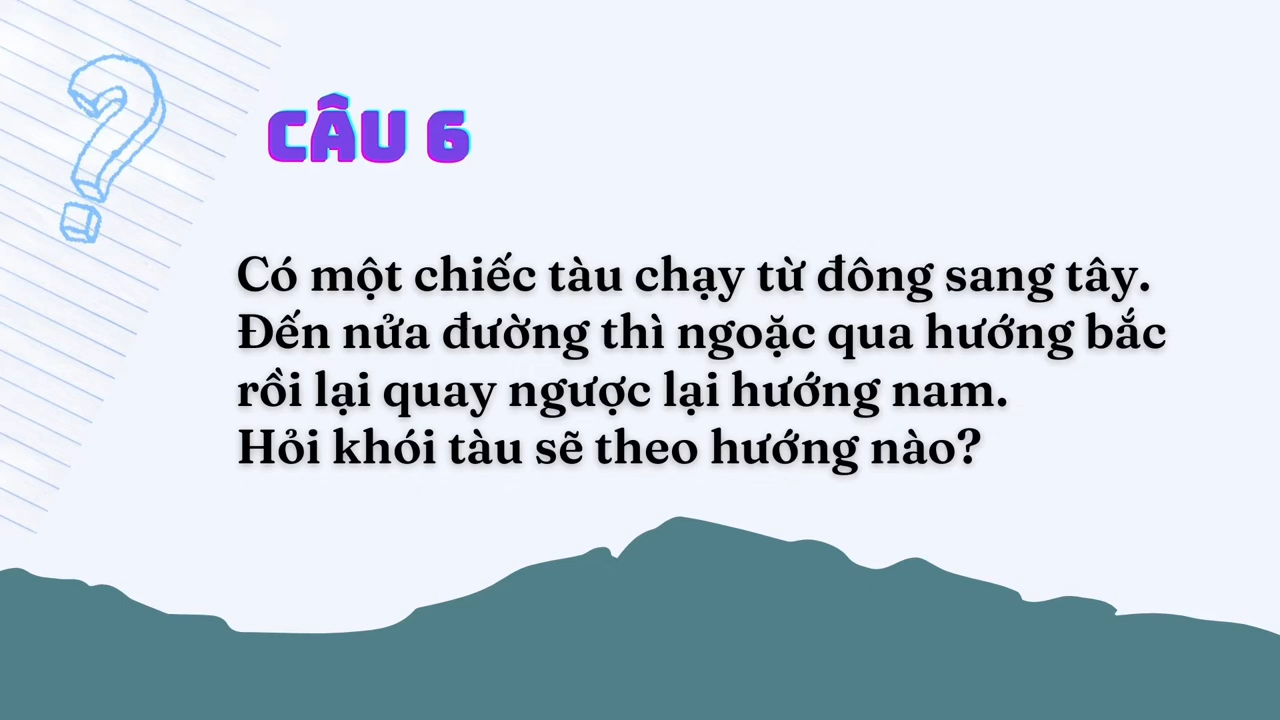 CÂU 6
Có một chiếc tàu chạy từ đông sang tây.
Đến nửa đường thì ngoặc qua hướng bắc
rồi lại quay ngược lại hướng nam.
Hỏi khói tàu sẽ theo hướng nào?